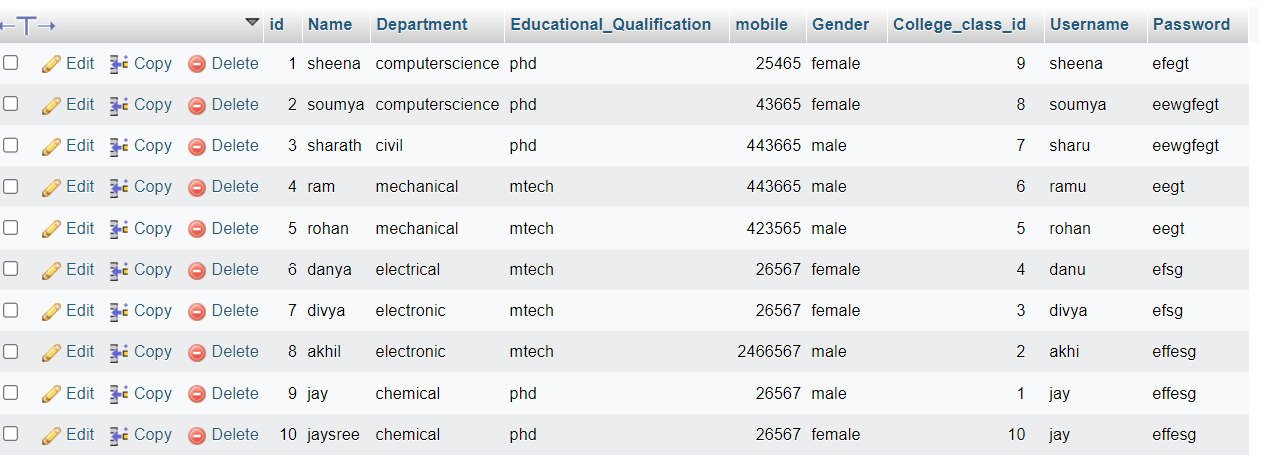 id Name Department Educational_Qualification mobile Gender College_class_id Username Password
Edit Copy Delete 1 sheena computerscience phd 25465 female 9 sheena efegt
Edit Copy Delete 2 soumya computerscience phd 43665 female 8 soumya eewgfegt
Edit Copy Delete 3 sharath civil phd 443665 male 7 sharu eewgfegt
Edit Copy Delete 4 ram mechanical mtech 443665 male 6 ramu eegt
Edit Copy Delete 5 rohan mechanical mtech 423565 male 5 rohan eegt
Edit Copy Delete 6 danya electrical mtech 26567 female 4 danu efsg
Edit Copy Delete 7 divya electronic mtech 26567 female 3 divya efsg
Edit Copy Delete 8 akhil electronic mtech 2466567 male 2 akhi effesg
Edit Copy Delete 9 jay chemical phd 26567 male 1 jay effesg
Edit Copy Delete 10 jaysree chemical phd 26567 female 10 jay effesg